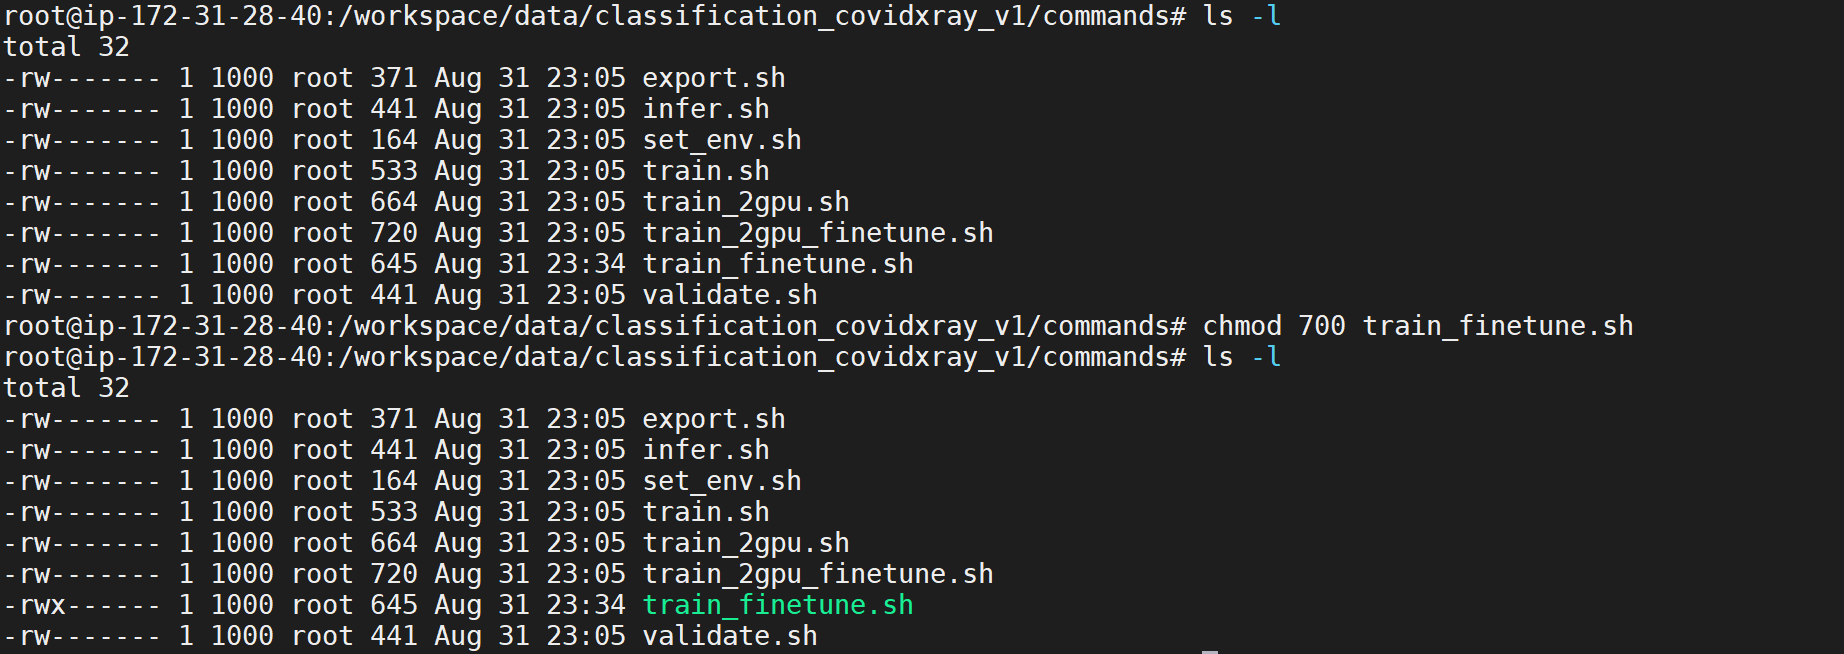 root@ip-172-31-28-40:/workspace/data/classification_covidxray_v1/commands# ls -l
total 32
-rw------- 1 1000 root 371 Aug 31 23:05 export.sh
-rw------- 1 1000 root 441 Aug 31 23:05 infer.sh
-rw------- 1 1000 root 164 Aug 31 23:05 set_env.sh
-rw------- 1 1000 root 533 Aug 31 23:05 train.sh
-rw------- 1 1000 root 664 Aug 31 23:05 train_2gpu.sh
-rw------- 1 1000 root 720 Aug 31 23:05 train_2gpu_finetune.sh
-rw------- 1 1000 root 645 Aug 31 23:34 train_finetune.sh
-rw------- 1 1000 root 441 Aug 31 23:05 validate.sh
root@ip-172-31-28-40:/workspace/data/classification_covidxray_v1/commands# chmod 700 train_finetune.sh
root@ip-172-31-28-40:/workspace/data/classification_covidxray_v1/commands# ls -l
total 32
-rw------- 1 1000 root 371 Aug 31 23:05 export.sh
-rw------- 1 1000 root 441 Aug 31 23:05 infer.sh
-rw------- 1 1000 root 164 Aug 31 23:05 set_env.sh
-rw------- 1 1000 root 533 Aug 31 23:05 train.sh
-rw------- 1 1000 root 664 Aug 31 23:05 train_2gpu.sh
-rw------- 1 1000 root 720 Aug 31 23:05 train_2gpu_finetune.sh
-rwx------ 1 1000 root 645 Aug 31 23:34 train_finetune.sh
-rw------- 1 1000 root 441 Aug 31 23:05 validate.sh